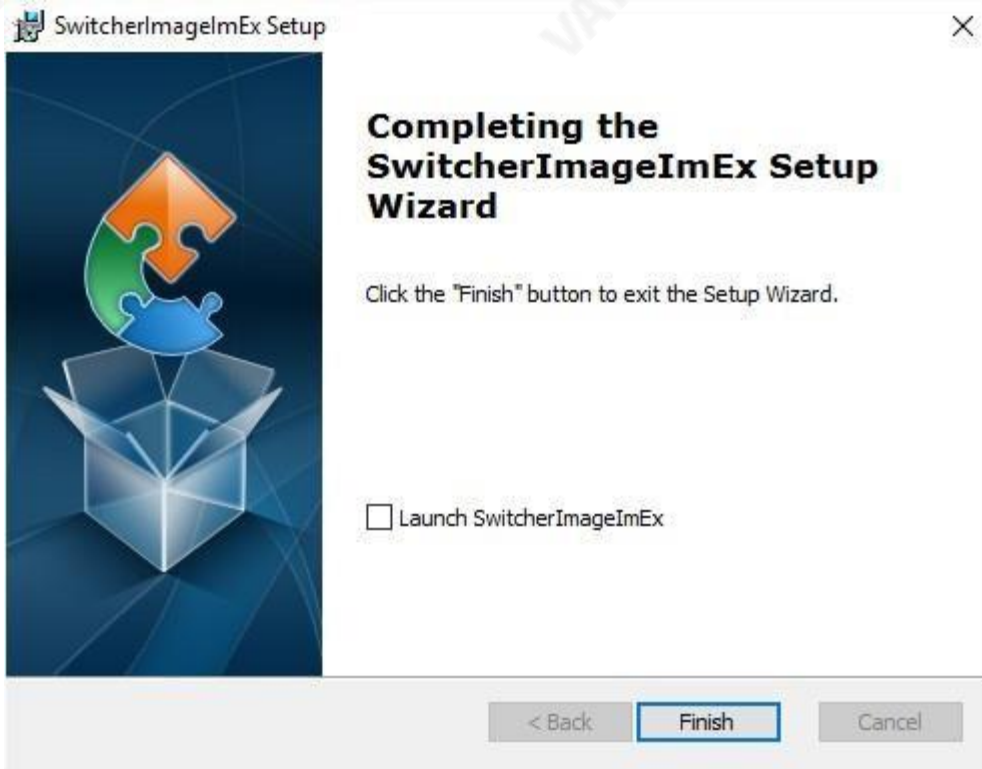 SwitcherImageImEx Setup
Completing the
SwitcherImageImEx Setup
Wizard
Click the "Finish" button to exit the Setup Wizard.
Launch SwitcherImageImEx
< Back
Finish
Cancel